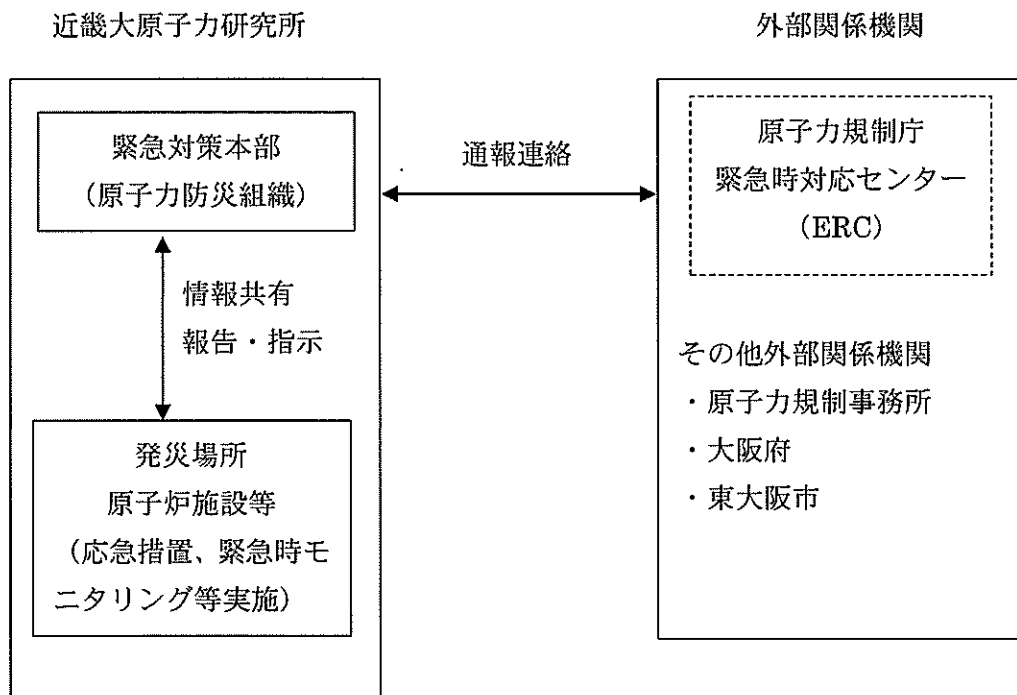 近畿大原子力研究所
緊急対策本部
(原子力防災組織)
情報共有
報告・指示
発災場所
原子炉施設等
(応急措置、緊急時モ
ニタリング等実施)
通報連絡
外部関係機関
原子力規制庁
緊急時対応センター
(ERC)
その他外部関係機関
・原子力規制事務所
・大阪府
・東大阪市